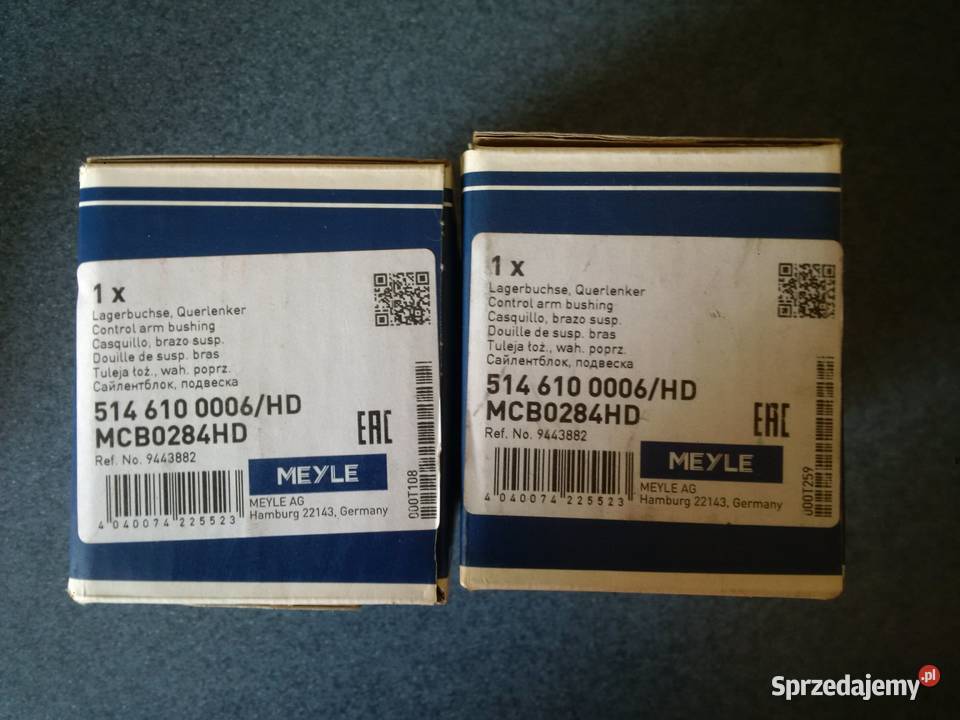 1 x
Lagerbuchse, Querlenker
Control arm bushing
Casquillo, brazo susp.
Douille de susp. bras
Tuleja łoż., wah. poprz.
Сайлентблок, подвеска
514 610 0006/HD
MCB0284HD
Ref. No. 9443882
EAC
MEYLE
MEYLE AG
Hamburg 22143, Germany
4 040074 225523
000T108
1 x
Lagerbuchse, Querlenker
Control arm bushing
Casquillo, brazo susp.
Douille de susp. bras
Tuleja łoż., wah. poprz.
Сайлентблок, подвеска
514 610 0006/HD
MCB0284HD
Ref. No. 9443882
EAC
MEYLE
MEYLE AG
Hamburg 22143, Germany
4 040074 225523
000T259
Sprzedajemy.pl